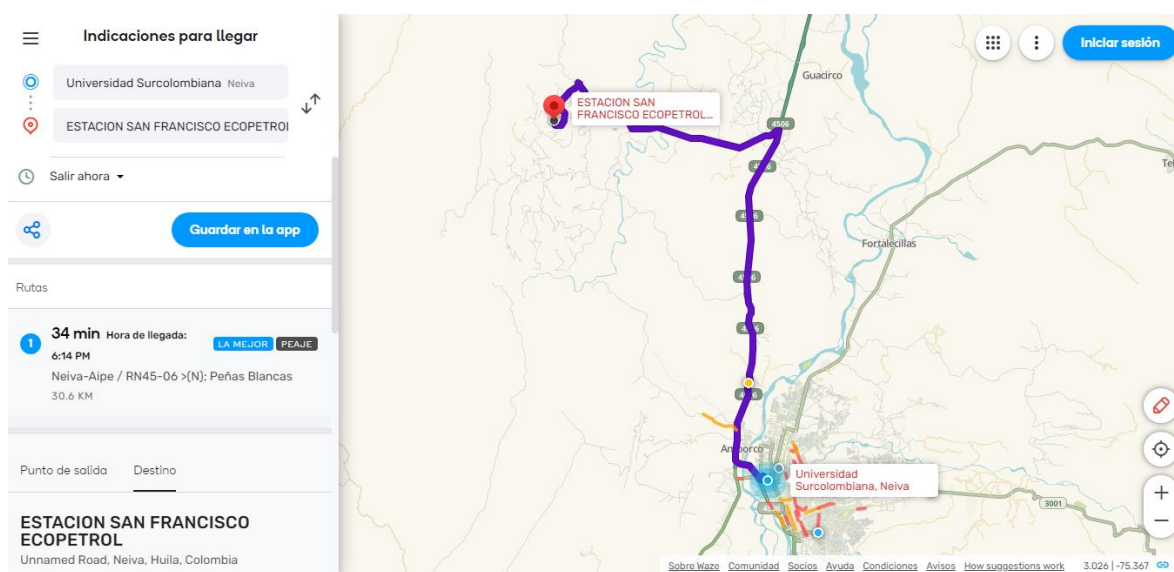 Indicaciones para llegar
Universidad Surcolombiana Neiva
ESTACION SAN FRANCISCO ECOPETROL
Salir ahora
Guardar en la app
Rutas
1
34 min Hora de llegada:
6:14 PM
LA MEJOR PEAJE
Neiva-Aipe / RN45-06 >(N); Peñas Blancas
30.6 KM
Punto de salida Destino
ESTACION SAN FRANCISCO
ECOPETROL
Unnamed Road, Neiva, Huila, Colombia
Iniciar sesión
Guacirco
ESTACION SAN
FRANCISCO ECOPETROL...
4506
Fortalecillas
Universidad
Surcolombiana, Neiva
3001
+
−
Sobre Waze Comunidad Socios Ayuda Condiciones Avisos How suggestions work 3.026 | -75.367